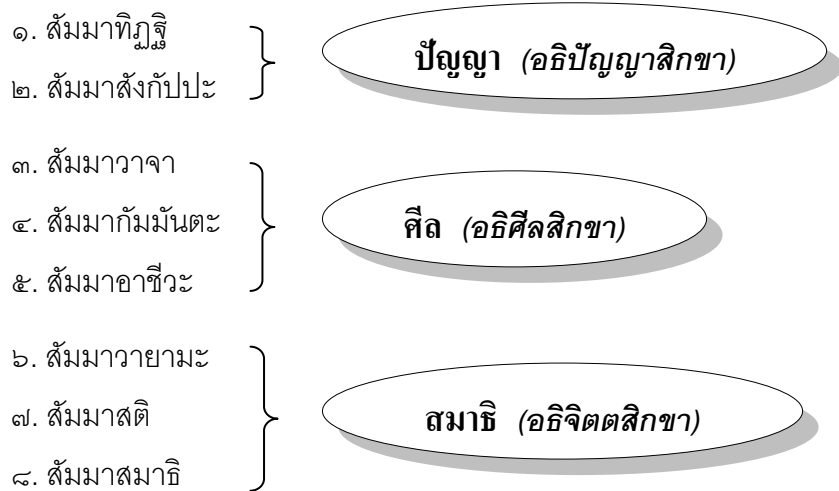 ๑. สัมมาทิฏฐิ
๒. สัมมาสังกัปปะ
ปัญญา (อธิปัญญาสิกขา)
๓. สัมมาวาจา
๔. สัมมากัมมันตะ
๕. สัมมาอาชีวะ
ศีล (อธิศีลสิกขา)
๖. สัมมาวายามะ
๗. สัมมาสติ
๘. สัมมาสมาธิ
สมาธิ (อธิจิตตสิกขา)